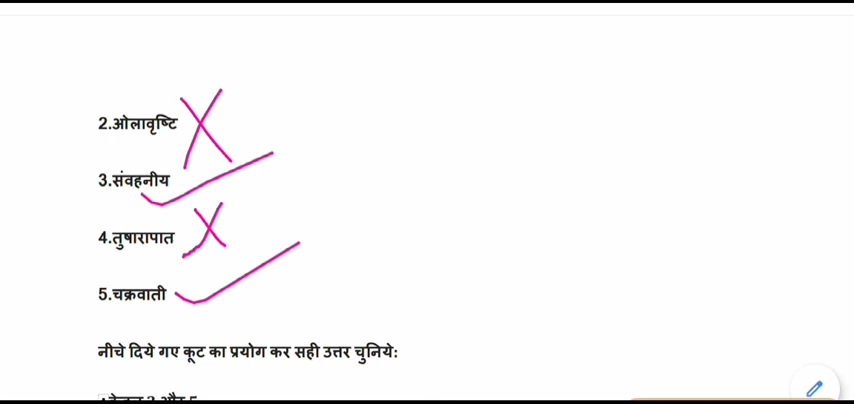 2.ओलावृष्टि
3.संवहनीय
4.तुषारापात
5.चक्रवाती
नीचे दिये गए कूट का प्रयोग कर सही उत्तर चुनिये: